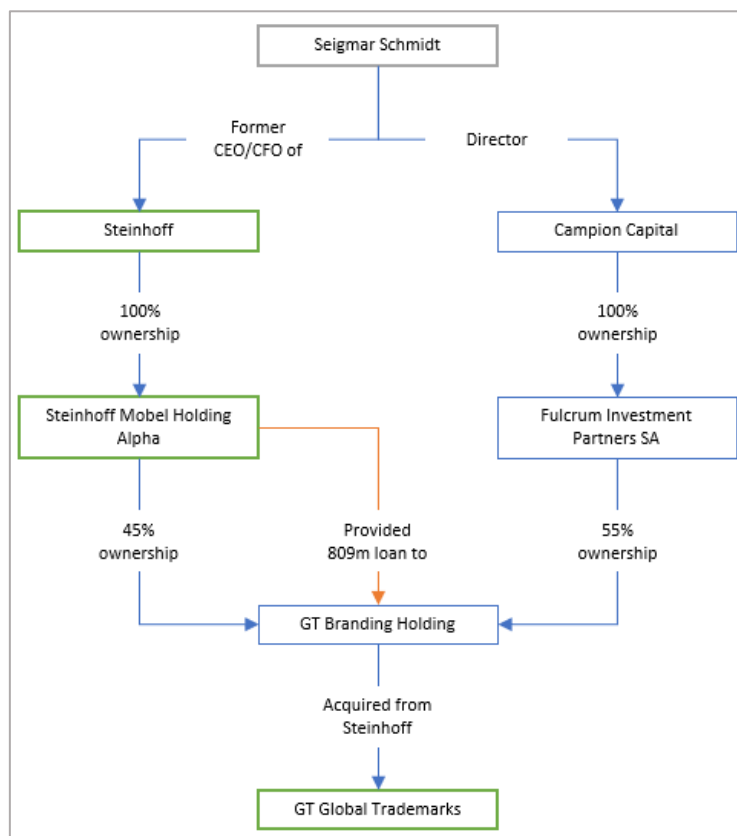 Seigmar Schmidt
Former
CEO/CFO of
Director
Steinhoff
Campion Capital
100%
ownership
100%
ownership
Steinhoff Mobel Holding
Alpha
Fulcrum Investment
Partners SA
45%
ownership
Provided
809m loan to
55%
ownership
GT Branding Holding
Acquired from
Steinhoff
GT Global Trademarks